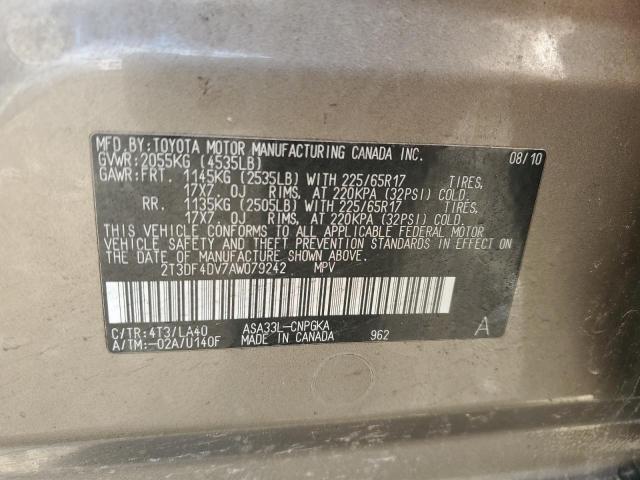 MFD.BY:TOYOTA MOTOR MANUFACTURING CANADA INC. 08/10
GVWR:2055KG (4535LB)
GAWR:FRT. 1145KG (2535LB) WITH 225/65R17 TIRES,
17X7. 0J RIMS, AT 220KPA (32PSI) COLD.
RR. 1135KG (2505LB) WITH 225/65R17 TIRES,
17X7. 0J RIMS, AT 220KPA (32PSI) COLD.
THIS VEHICLE CONFORMS TO ALL APPLICABLE FEDERAL MOTOR
VEHICLE SAFETY AND THEFT PREVENTION STANDARDS IN EFFECT ON
THE DATE OF MANUFACTURE SHOWN ABOVE.
2T3DF4DV7AW079242 MPV
C/TR:4T3/LA40 ASA33L-CNPGKA A
A/TM:-02A/U140F MADE IN CANADA 962